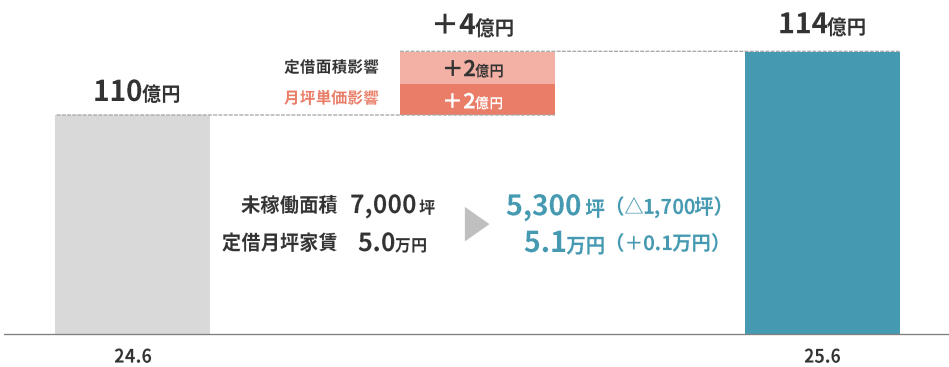 ＋4億円
114億円
定借面積影響 ＋2億円
110億円
月坪単価影響 ＋2億円
未稼働面積 7,000坪 5,300坪（△1,700坪）
定借月坪家賃 5.0万円 5.1万円（＋0.1万円）
24.6
25.6